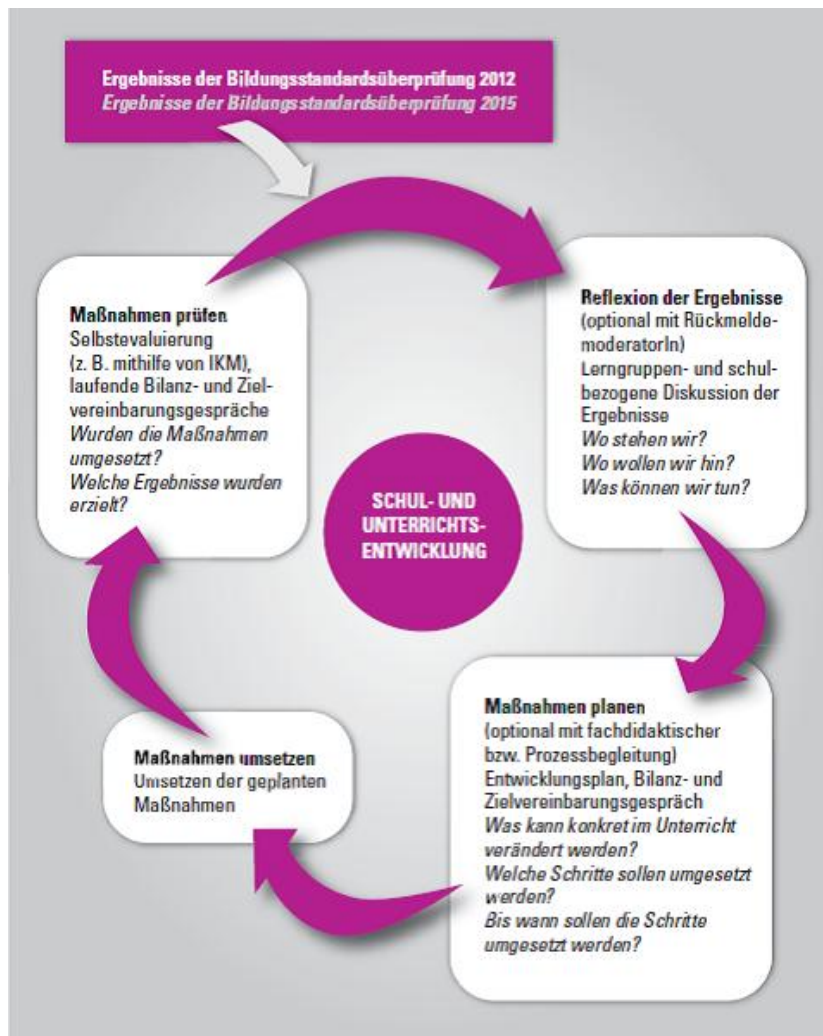 Ergebnisse der Bildungsstandardsüberprüfung 2012
Ergebnisse der Bildungsstandardsüberprüfung 2015
Reflexion der Ergebnisse
(optional mit Rückmelde-
moderatorIn)
Lerngruppen- und schul-
bezogene Diskussion der
Ergebnisse
Wo stehen wir?
Wo wollen wir hin?
Was können wir tun?
Maßnahmen planen
(optional mit fachdidaktischer
bzw. Prozessbegleitung)
Entwicklungsplan, Bilanz- und
Zielvereinbarungsgespräch
Was kann konkret im Unterricht
verändert werden?
Welche Schritte sollen umgesetzt
werden?
Bis wann sollen die Schritte
umgesetzt werden?
Maßnahmen umsetzen
Umsetzen der geplanten
Maßnahmen
Maßnahmen prüfen
Selbstevaluierung
(z. B. mithilfe von IKM),
laufende Bilanz- und Ziel-
vereinbarungsgespräche
Wurden die Maßnahmen
umgesetzt?
Welche Ergebnisse wurden
erzielt?
SCHUL- UND
UNTERRICHTS-
ENTWICKLUNG